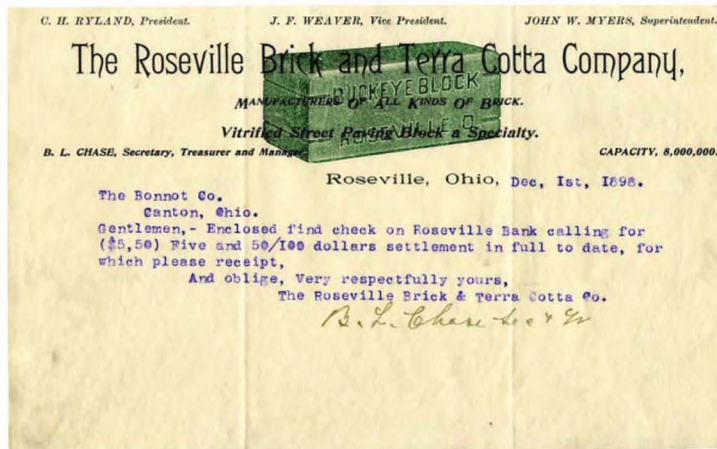 C. H. RYLAND, President. J. F. WEAVER, Vice President. JOHN W. MYERS, Superintendent.
The Roseville Brick and Terra Cotta Company,
BUCKEYE BLOCK
MANUFACTURERS OF ALL KINDS OF BRICK.
ROSEVILLE, O.
Vitrified Street Paving Block a Specialty.
B. L. CHASE, Secretary, Treasurer and Manager. CAPACITY, 8,000,000.
Roseville, Ohio, Dec, 1st, 1898.
The Bonnot Co.
Canton, Ohio.
Gentlemen,- Enclosed find check on Roseville Bank calling for
($5,50) Five and 50/100 dollars settlement in full to date, for
which please receipt,
And oblige, Very respectfully yours,
The Roseville Brick & Terra Cotta Co.
B. L. Chase Sec & Tr